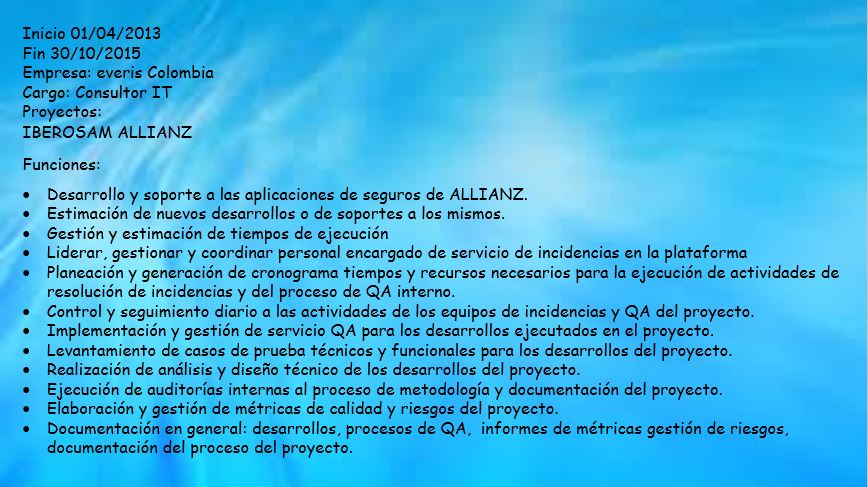 Inicio 01/04/2013
Fin 30/10/2015
Empresa: everis Colombia
Cargo: Consultor IT
Proyectos:
IBEROSAM ALLIANZ
Funciones:
• Desarrollo y soporte a las aplicaciones de seguros de ALLIANZ.
• Estimación de nuevos desarrollos o de soportes a los mismos.
• Gestión y estimación de tiempos de ejecución
• Liderar, gestionar y coordinar personal encargado de servicio de incidencias en la plataforma
• Planeación y generación de cronograma tiempos y recursos necesarios para la ejecución de actividades de
resolución de incidencias y del proceso de QA interno.
• Control y seguimiento diario a las actividades de los equipos de incidencias y QA del proyecto.
• Implementación y gestión de servicio QA para los desarrollos ejecutados en el proyecto.
• Levantamiento de casos de prueba técnicos y funcionales para los desarrollos del proyecto.
• Realización de análisis y diseño técnico de los desarrollos del proyecto.
• Ejecución de auditorías internas al proceso de metodología y documentación del proyecto.
• Elaboración y gestión de métricas de calidad y riesgos del proyecto.
• Documentación en general: desarrollos, procesos de QA,  informes de métricas gestión de riesgos,
documentación del proceso del proyecto.